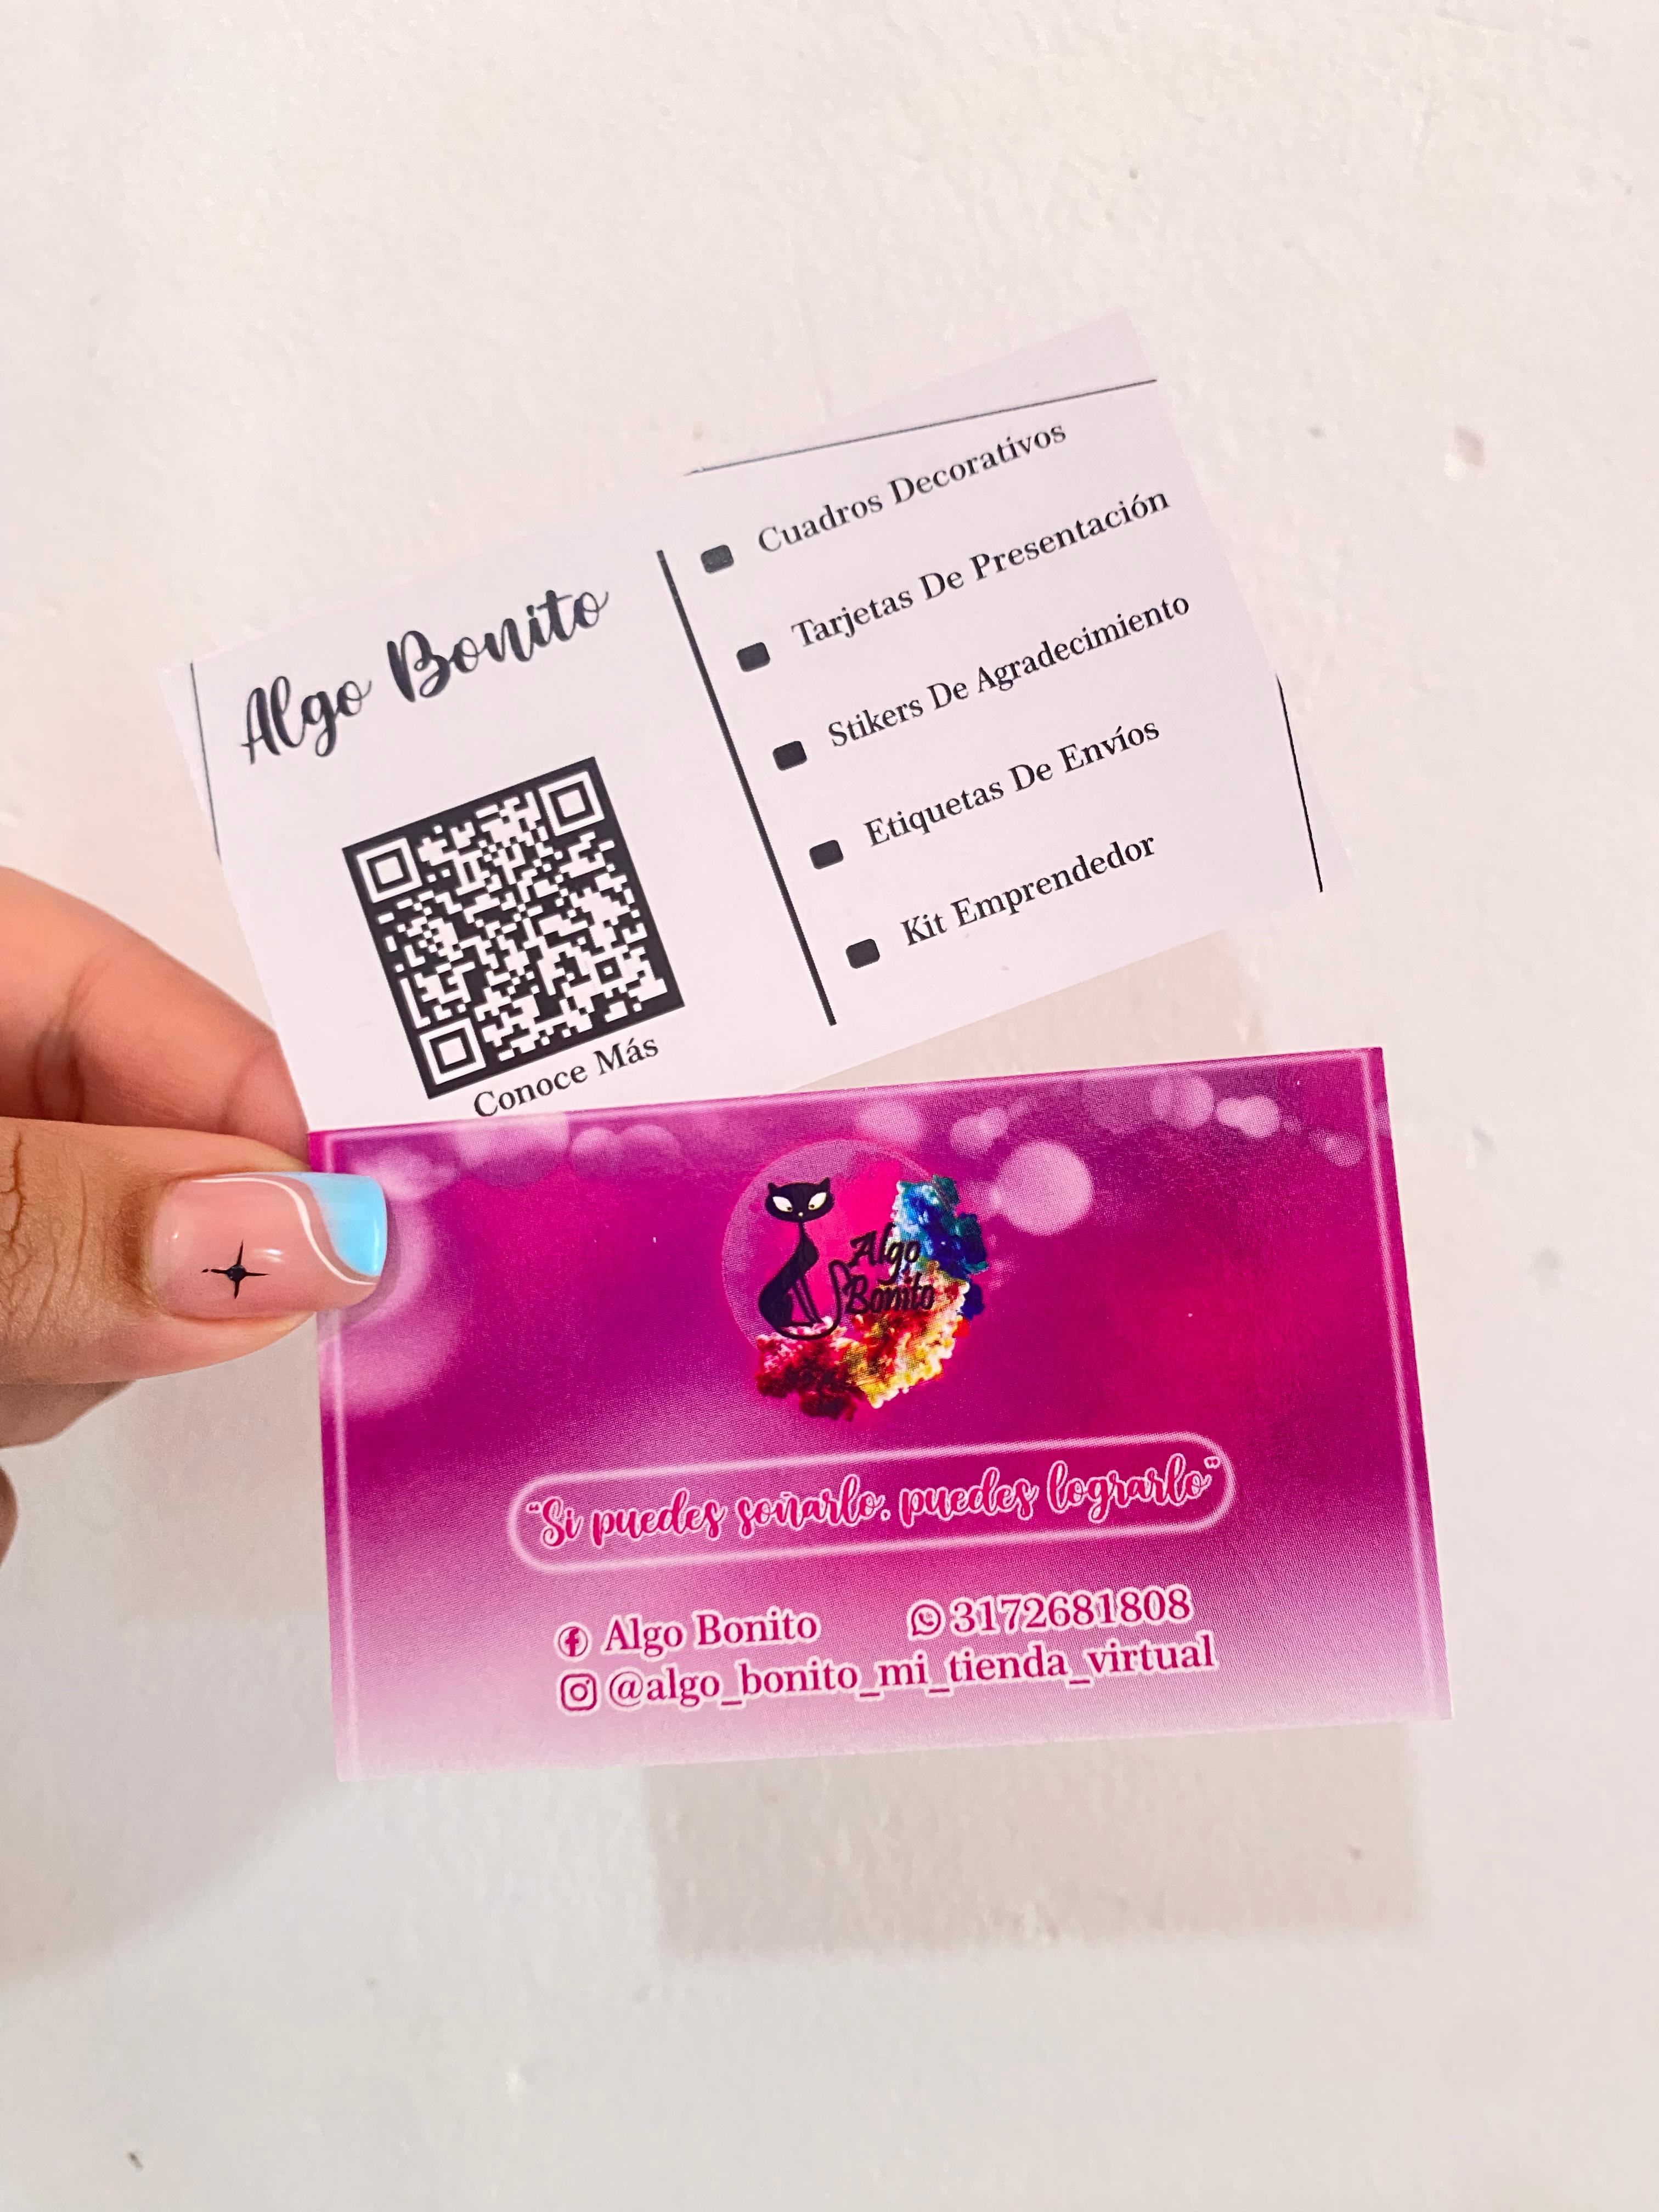 Algo Bonito
Conoce Más
Cuadros Decorativos
Tarjetas De Presentación
Stikers De Agradecimiento
Etiquetas De Envíos
Kit Emprendedor
Algo
Bonito
“Si puedes soñarlo, puedes lograrlo”
Algo Bonito
3172681808
@algo_bonito_mi_tienda_virtual